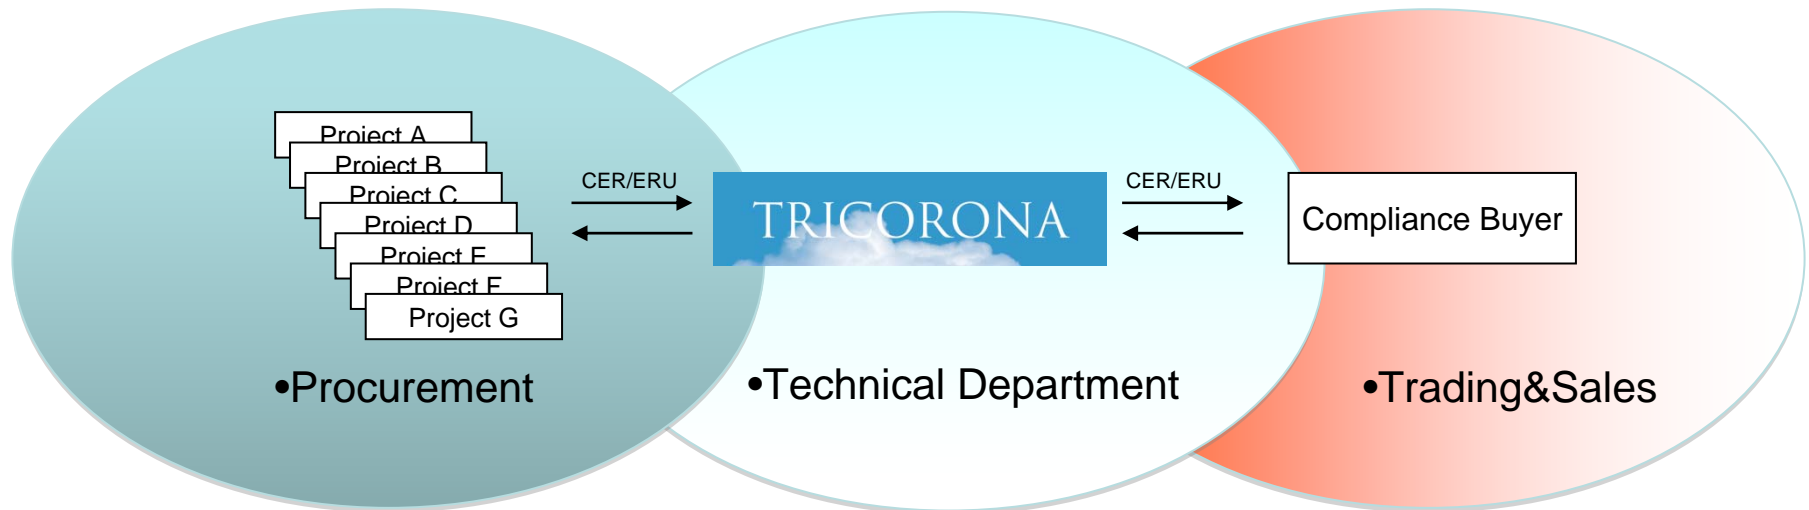 Project A
Project B
Project C
Project D
Project E
Project F
Project G
CER/ERU
TRICORONA
CER/ERU
Compliance Buyer
•Procurement
•Technical Department
•Trading&Sales